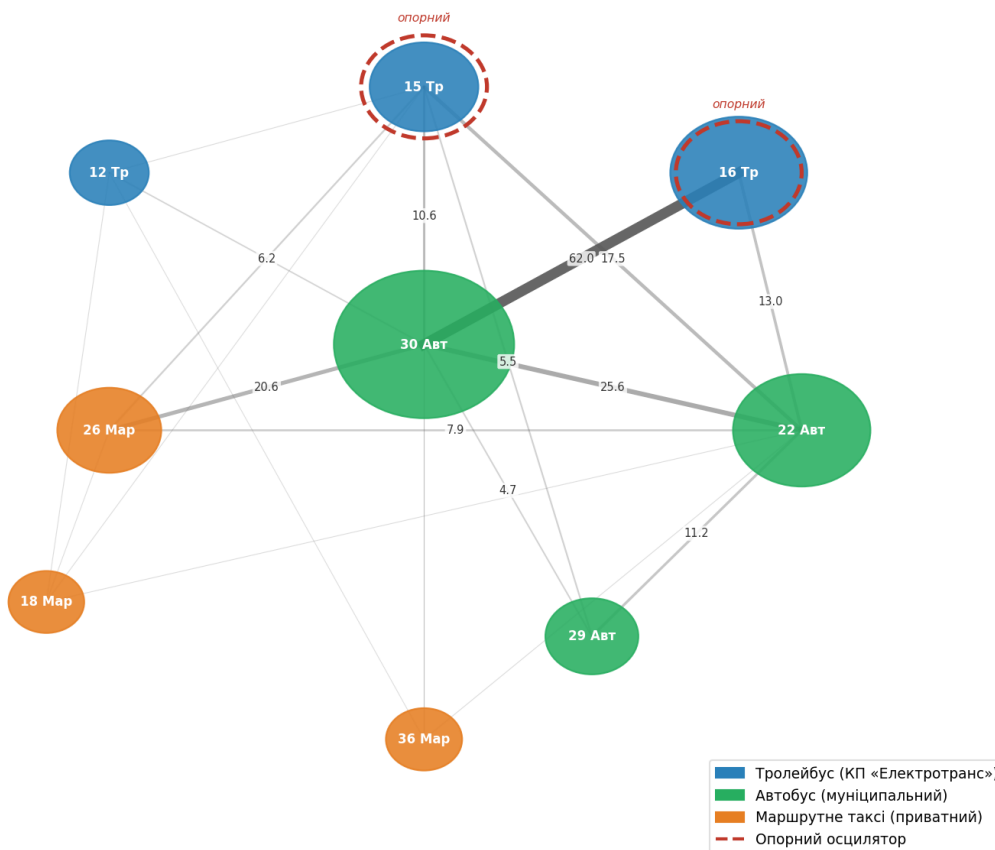 опорний
15 Тр
опорний
12 Тр
16 Тр
10.6
6.2
62.0
17.5
13.0
30 Авт
5.5
20.6
25.6
26 Мар
7.9
22 Авт
4.7
11.2
18 Мар
29 Авт
36 Мар
Тролейбус (КП «Електротранс»)
Автобус (муніципальний)
Маршрутне таксі (приватний)
Опорний осцилятор